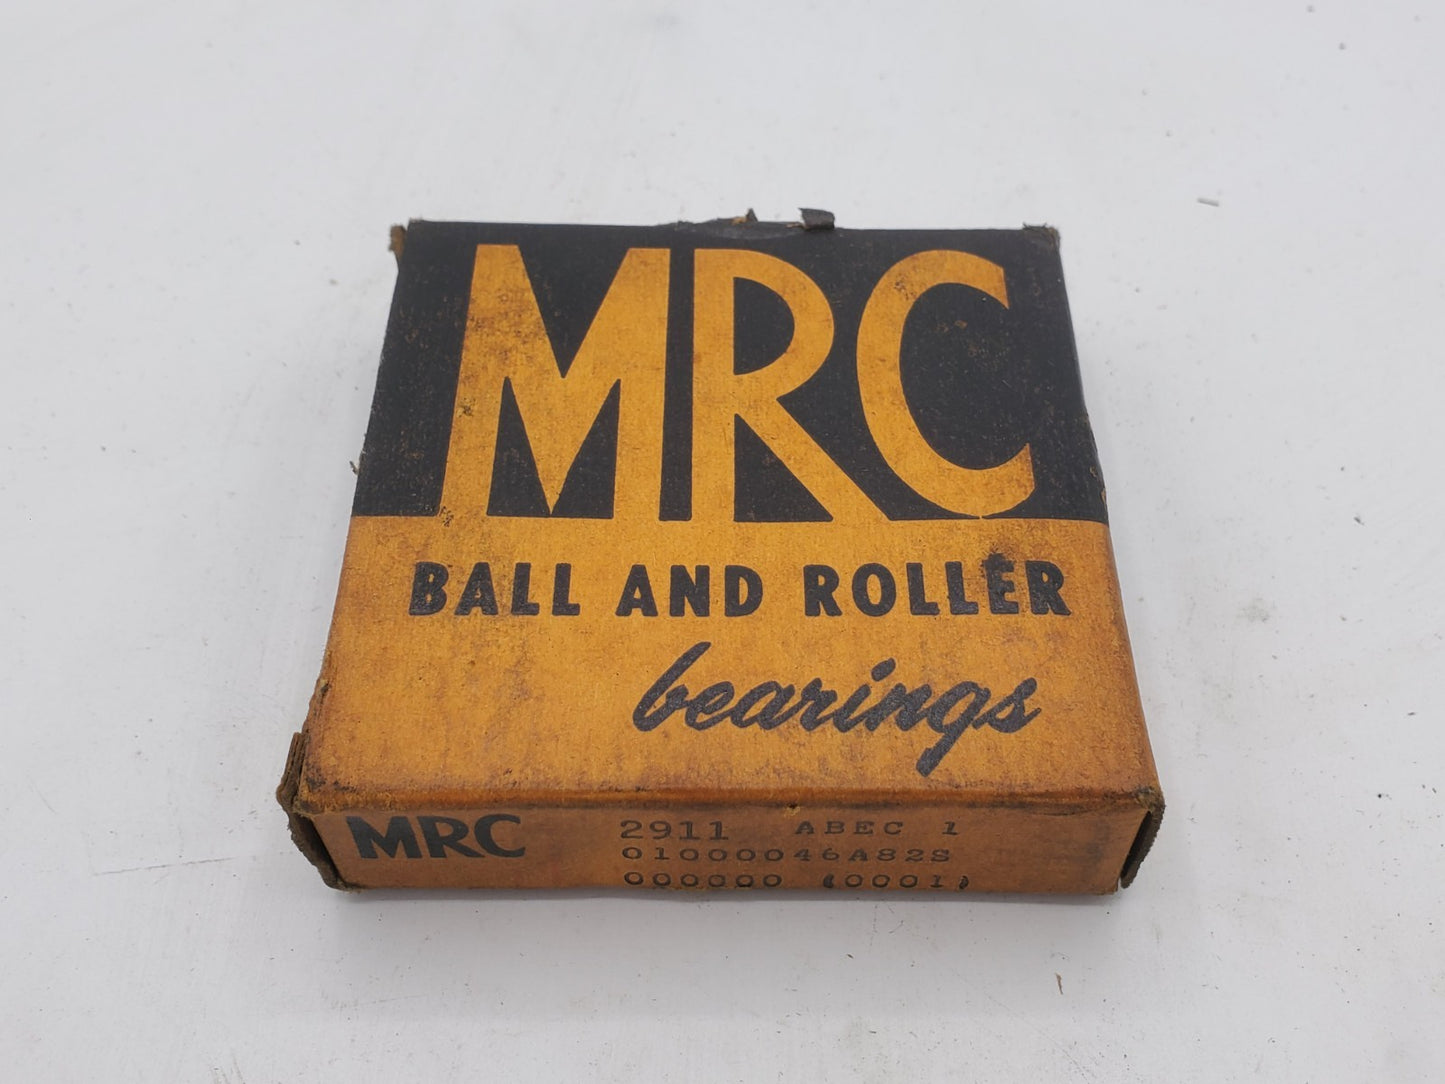 MRC
BALL AND ROLLER
bearings
MRC 2911 ABEC 1
01000046A82S
000000 (0001)